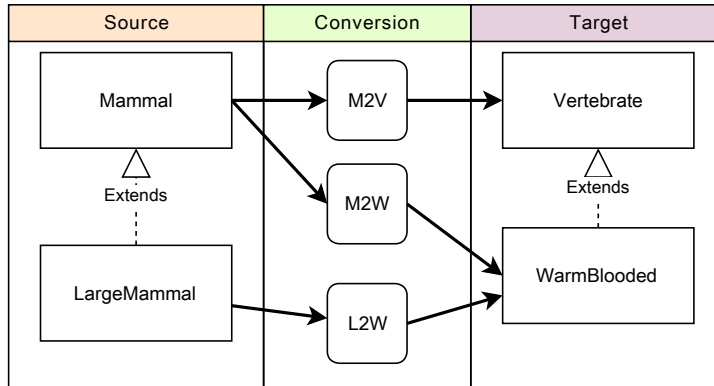 Source
Conversion
Target
Mammal
M2V
Vertebrate
Extends
Extends
M2W
LargeMammal
WarmBlooded
L2W